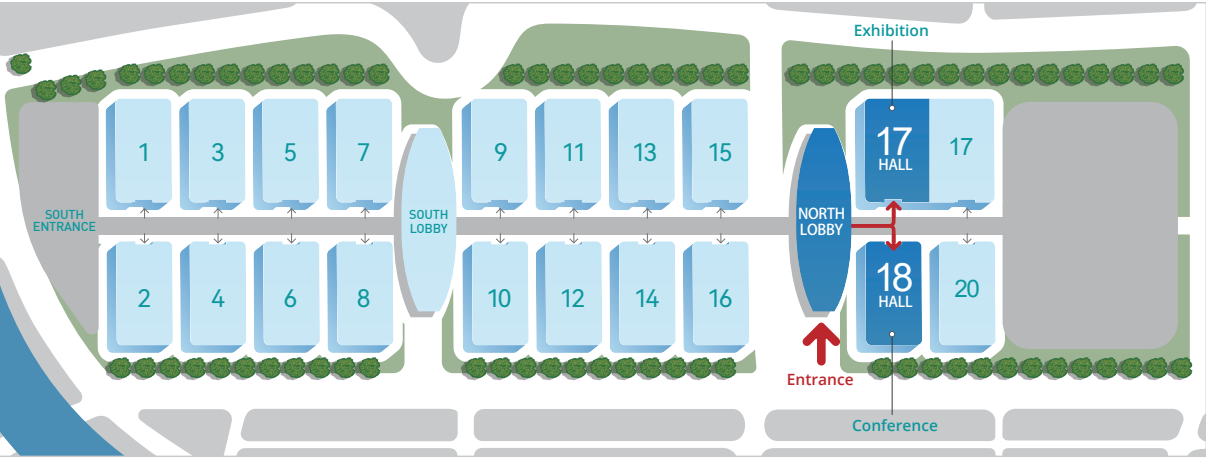 Exhibition
1
3
5
7
9
11
13
15
17
HALL
17
SOUTH
ENTRANCE
SOUTH
LOBBY
NORTH
LOBBY
2
4
6
8
10
12
14
16
18
HALL
20
Entrance
Conference